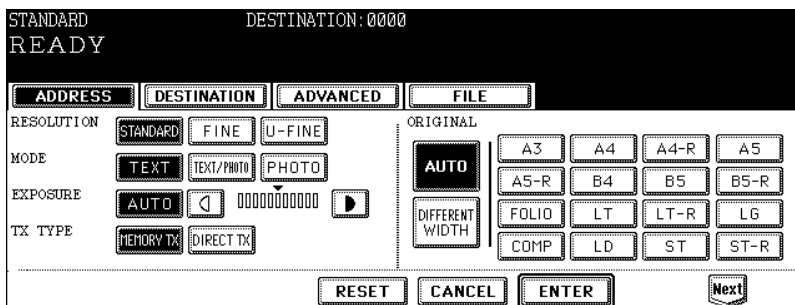 STANDARD DESTINATION:0000
READY
ADDRESS DESTINATION ADVANCED FILE
RESOLUTION STANDARD FINE U-FINE
MODE TEXT TEXT/PHOTO PHOTO
EXPOSURE AUTO
TX TYPE MEMORY TX DIRECT TX
ORIGINAL
AUTO
DIFFERENT
WIDTH
A3 A4 A4-R A5
A5-R B4 B5 B5-R
FOLIO LT LT-R LG
COMP LD ST ST-R
RESET CANCEL ENTER Next